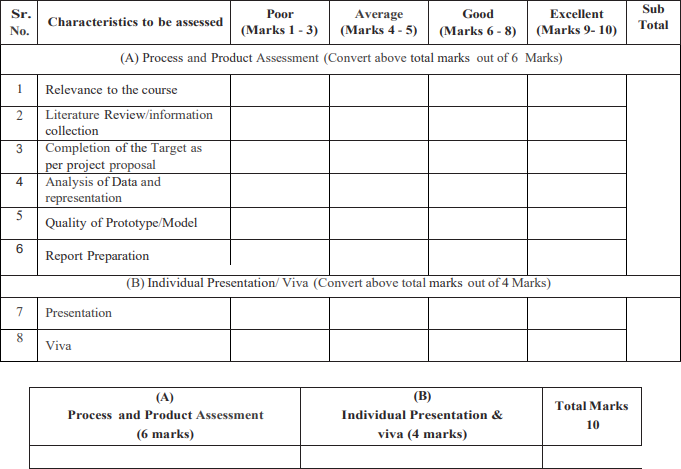 Sr. No. Characteristics to be assessed Poor (Marks 1 - 3) Average (Marks 4 - 5) Good (Marks 6 - 8) Excellent (Marks 9- 10) Sub Total
(A) Process and Product Assessment (Convert above total marks out of 6 Marks)
1 Relevance to the course
2 Literature Review/information
collection
3 Completion of the Target as
per project proposal
4 Analysis of Data and
representation
5 Quality of Prototype/Model
6 Report Preparation
(B) Individual Presentation/ Viva (Convert above total marks out of 4 Marks)
7 Presentation
8 Viva
(A)
Process and Product Assessment
(6 marks)
(B)
Individual Presentation &
viva (4 marks)
Total Marks
10